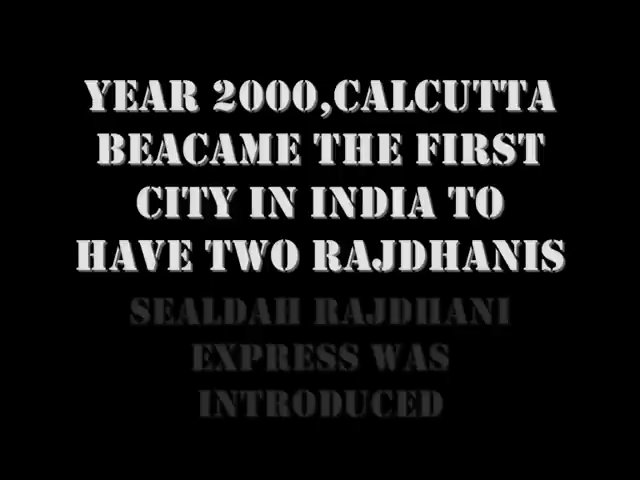 YEAR 2000,CALCUTTA
BEACAME THE FIRST
CITY IN INDIA TO
HAVE TWO RAJDHANIS
SEALDAH RAJDHANI
EXPRESS WAS
INTRODUCED